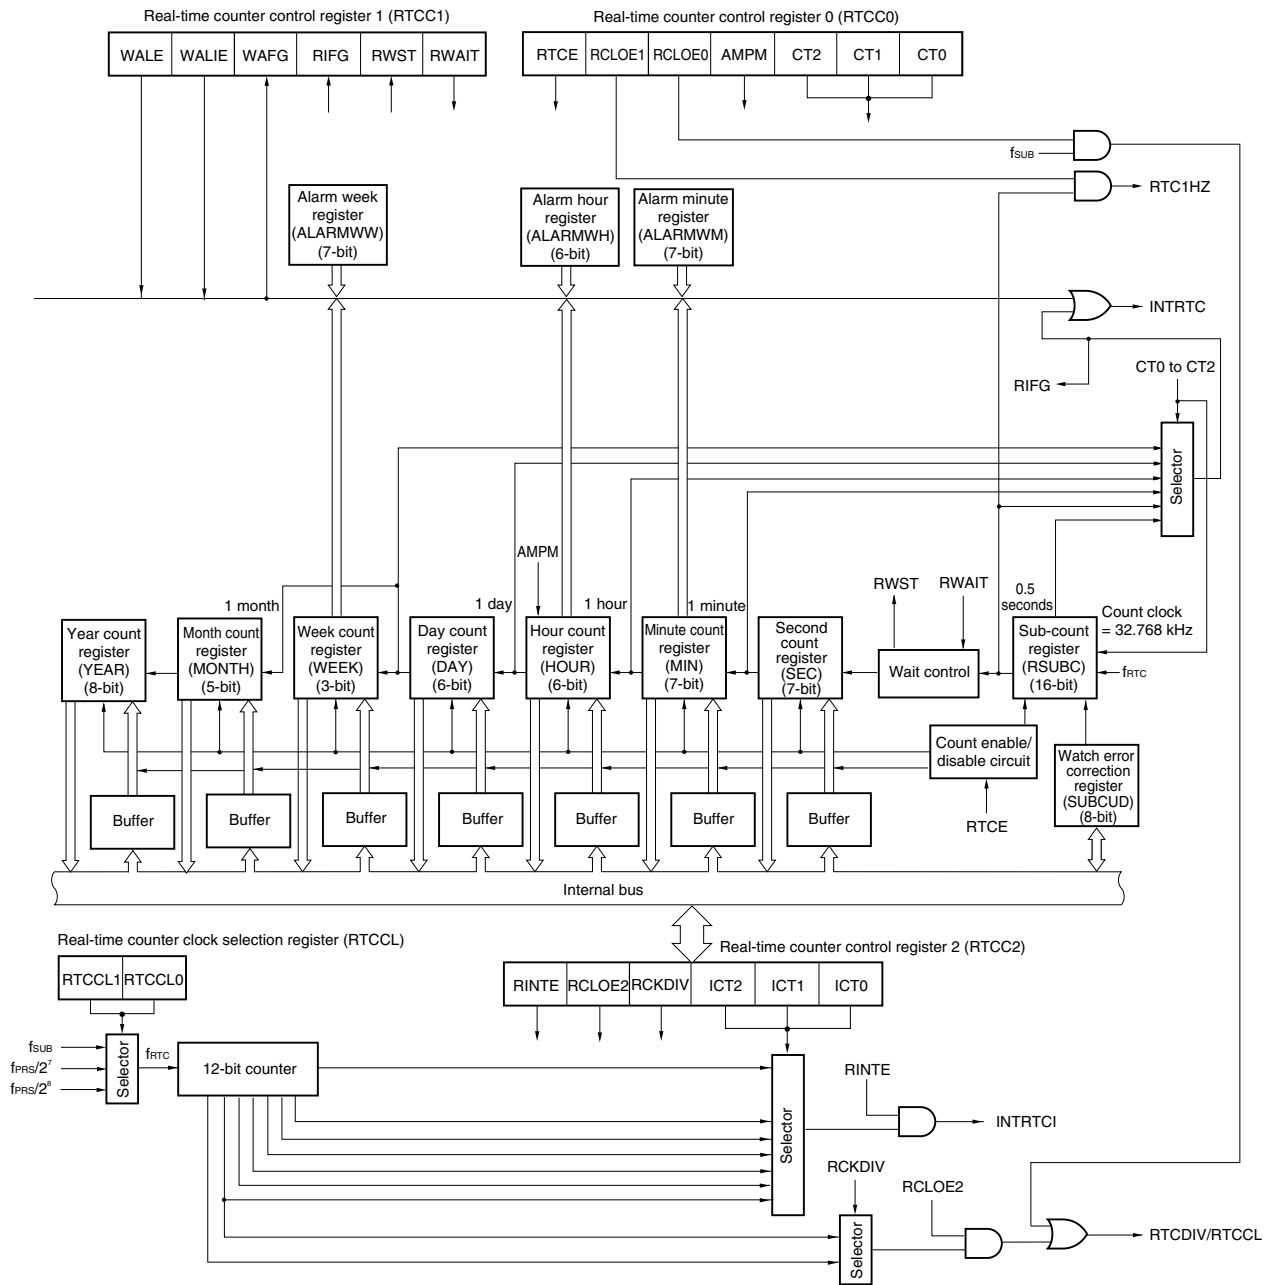 Real-time counter control register 1 (RTCC1)
Real-time counter control register 0 (RTCC0)
WALE WALIE WAFG RIFG RWST RWAIT
RTCE RCLOE1 RCLOE0 AMPM CT2 CT1 CT0
fSUB
RTC1HZ
Alarm week
register
(ALARMWW)
(7-bit)
Alarm hour
register
(ALARMWH)
(6-bit)
Alarm minute
register
(ALARMWM)
(7-bit)
INTRTC
RIFG
CT0 to CT2
Selector
AMPM
RWST
RWAIT
0.5
seconds
Count clock
= 32.768 kHz
1 month
1 day
1 hour
1 minute
Year count
register
(YEAR)
(8-bit)
Month count
register
(MONTH)
(5-bit)
Week count
register
(WEEK)
(3-bit)
Day count
register
(DAY)
(6-bit)
Hour count
register
(HOUR)
(6-bit)
Minute count
register
(MIN)
(7-bit)
Second
count
register
(SEC)
(7-bit)
Wait control
Sub-count
register
(RSUBC)
(16-bit)
fRTC
Count enable/
disable circuit
RTCE
Watch error
correction
register
(SUBCUD)
(8-bit)
Buffer
Buffer
Buffer
Buffer
Buffer
Buffer
Buffer
Internal bus
Real-time counter clock selection register (RTCCL)
RTCCL1 RTCCL0
Real-time counter control register 2 (RTCC2)
RINTE RCLOE2 RCKDIV ICT2 ICT1 ICT0
fSUB
fPRS/2⁷
fPRS/2⁸
Selector
fRTC
12-bit counter
Selector
RINTE
INTRTCI
RCKDIV
RCLOE2
Selector
RTCDIV/RTCCL